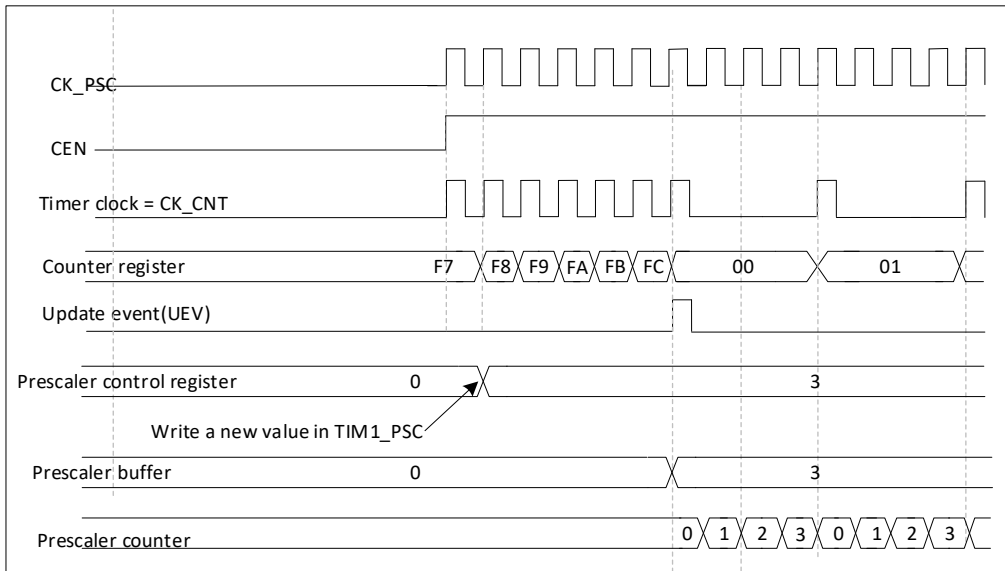 CK_PSC
CEN
Timer clock = CK_CNT
Counter register F7 F8 F9 FA FB FC 00 01
Update event(UEV)
Prescaler control register 0 3
Write a new value in TIM1_PSC
Prescaler buffer 0 3
Prescaler counter 0 1 2 3 0 1 2 3